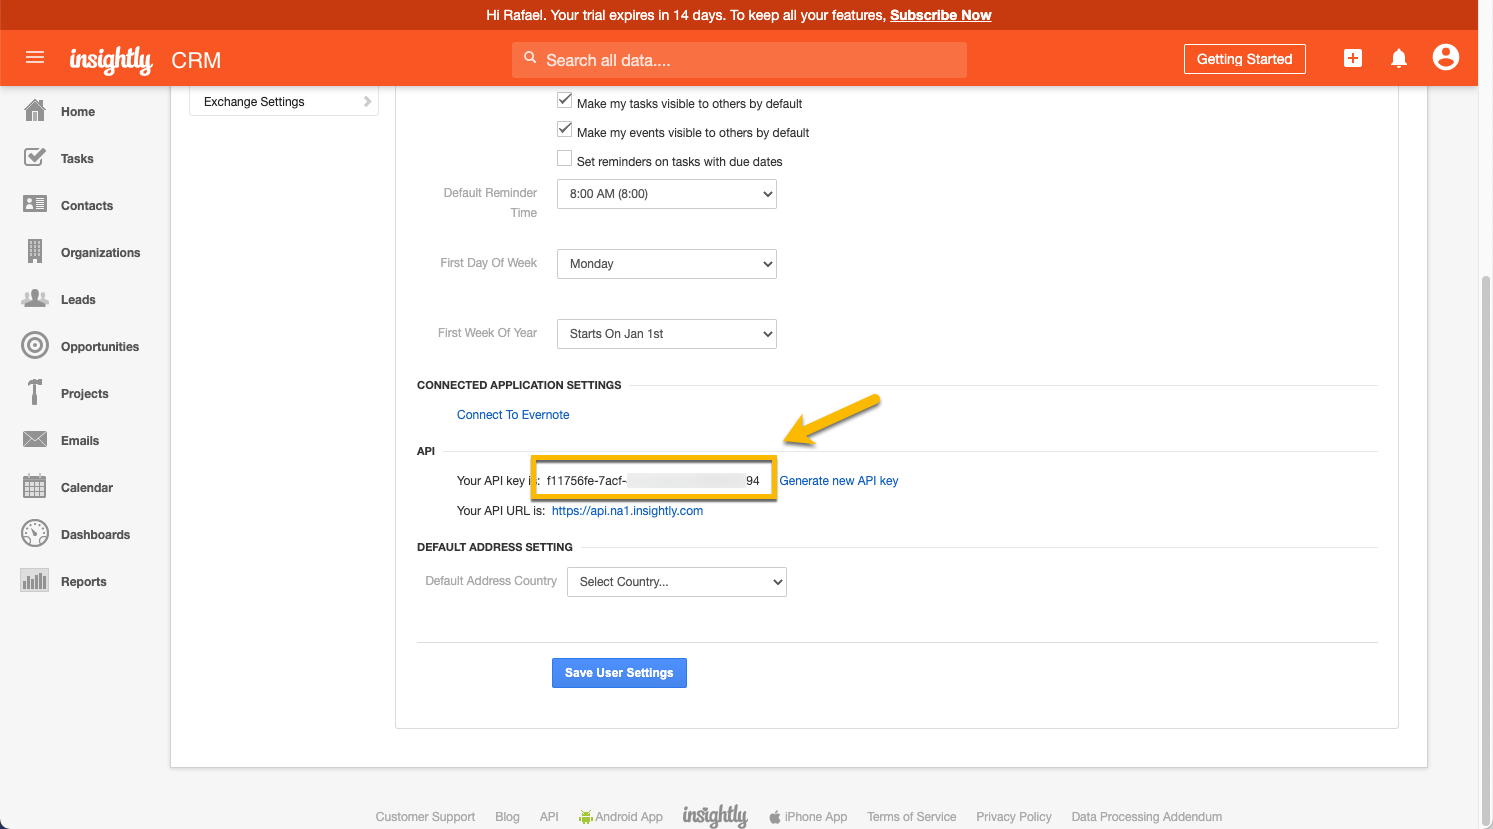 Hi Rafael. Your trial expires in 14 days. To keep all your features, Subscribe Now
insightly CRM
Search all data....
Getting Started
Home
Tasks
Contacts
Organizations
Leads
Opportunities
Projects
Emails
Calendar
Dashboards
Reports
Exchange Settings
Make my tasks visible to others by default
Make my events visible to others by default
Set reminders on tasks with due dates
Default Reminder
Time
8:00 AM (8:00)
First Day Of Week
Monday
First Week Of Year
Starts On Jan 1st
CONNECTED APPLICATION SETTINGS
Connect To Evernote
API
Your API key is: f11756fe-7acf- 94 Generate new API key
Your API URL is: https://api.na1.insightly.com
DEFAULT ADDRESS SETTING
Default Address Country
Select Country...
Save User Settings
Customer Support Blog API Android App insightly iPhone App Terms of Service Privacy Policy Data Processing Addendum